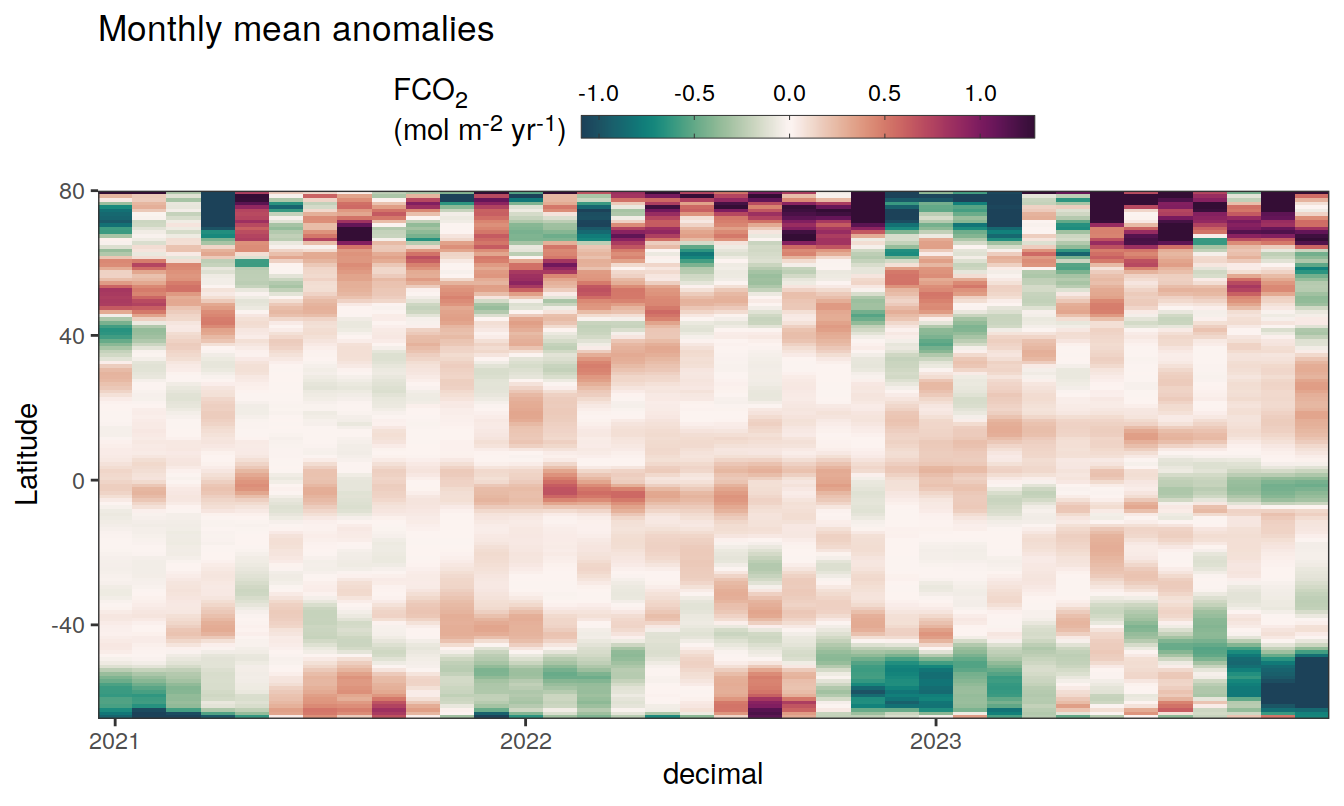 Monthly mean anomalies
FCO₂
(mol m⁻² yr⁻¹)
-1.0 -0.5 0.0 0.5 1.0
80
40
0
-40
Latitude
2021 2022 2023
decimal